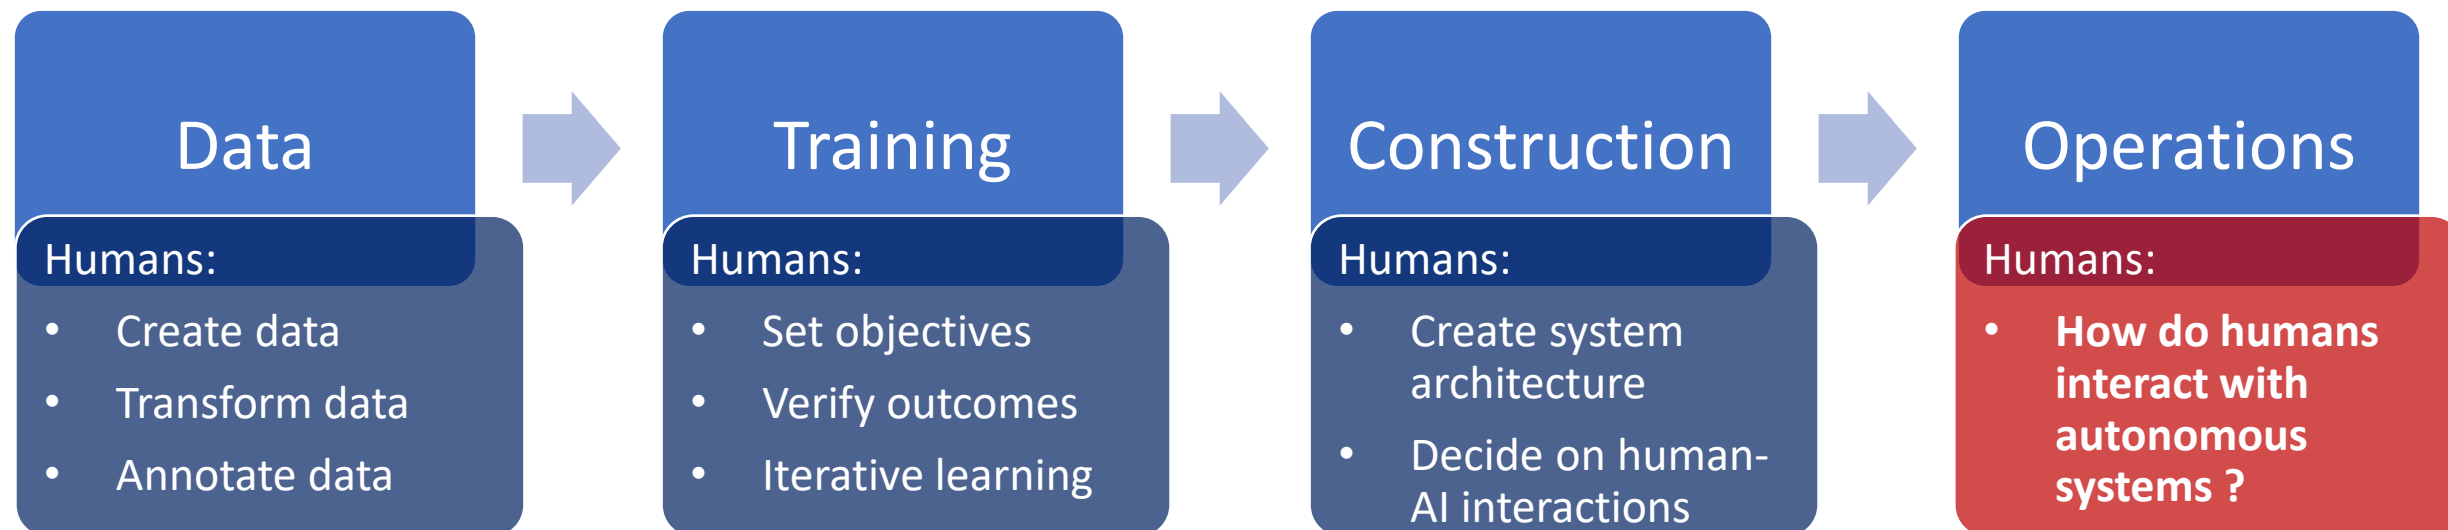 Data
Humans:
• Create data
• Transform data
• Annotate data
Training
Humans:
• Set objectives
• Verify outcomes
• Iterative learning
Construction
Humans:
• Create system
architecture
• Decide on human-
AI interactions
Operations
Humans:
• How do humans
interact with
autonomous
systems ?